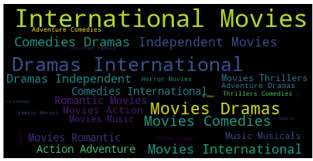 International Movies
Adventure Comedies
Comedies Dramas Independent Movies
Dramas International
Dramas Independent Horror Movies Movies Thrillers
Adventure Dramas
Comedies International Thrillers Comedies
Romantic Movies Movies Dramas
Movies Action
Movies Music Movies Comedies
Movies Romantic Music Musicals
Action Adventure Movies International